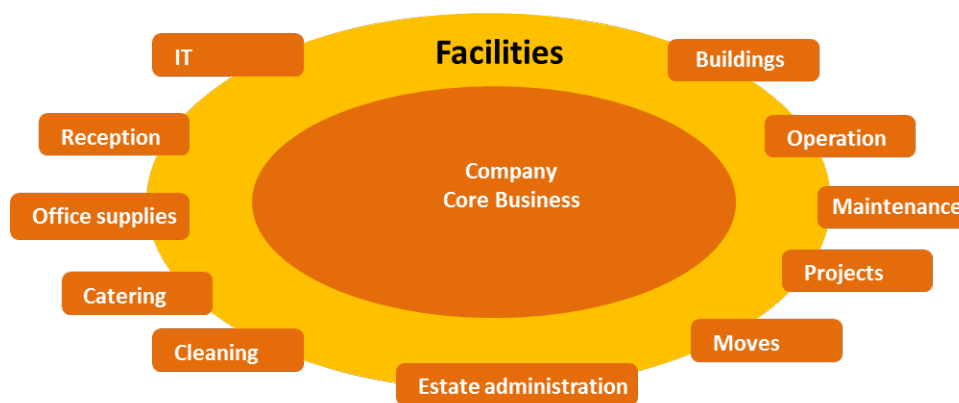 Facilities
IT
Buildings
Reception
Operation
Company
Core Business
Office supplies
Maintenance
Catering
Projects
Cleaning
Moves
Estate administration